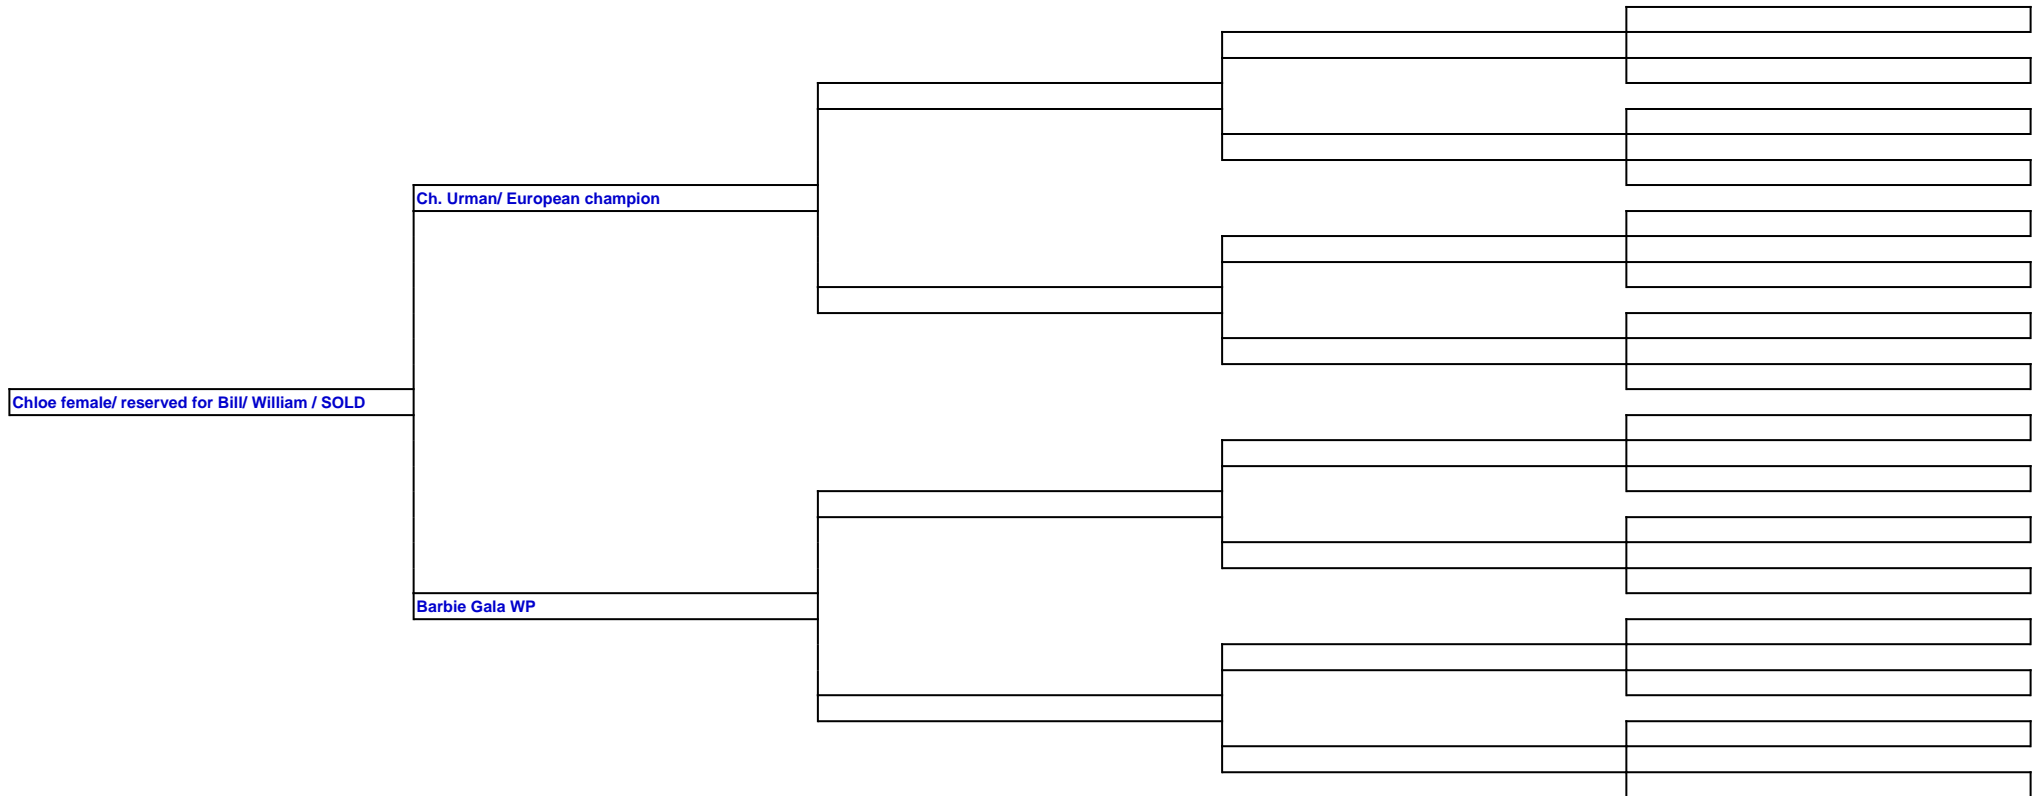 Ch. Urman/ European champion
Chloe female/ reserved for Bill/ William / SOLD
Barbie Gala WP